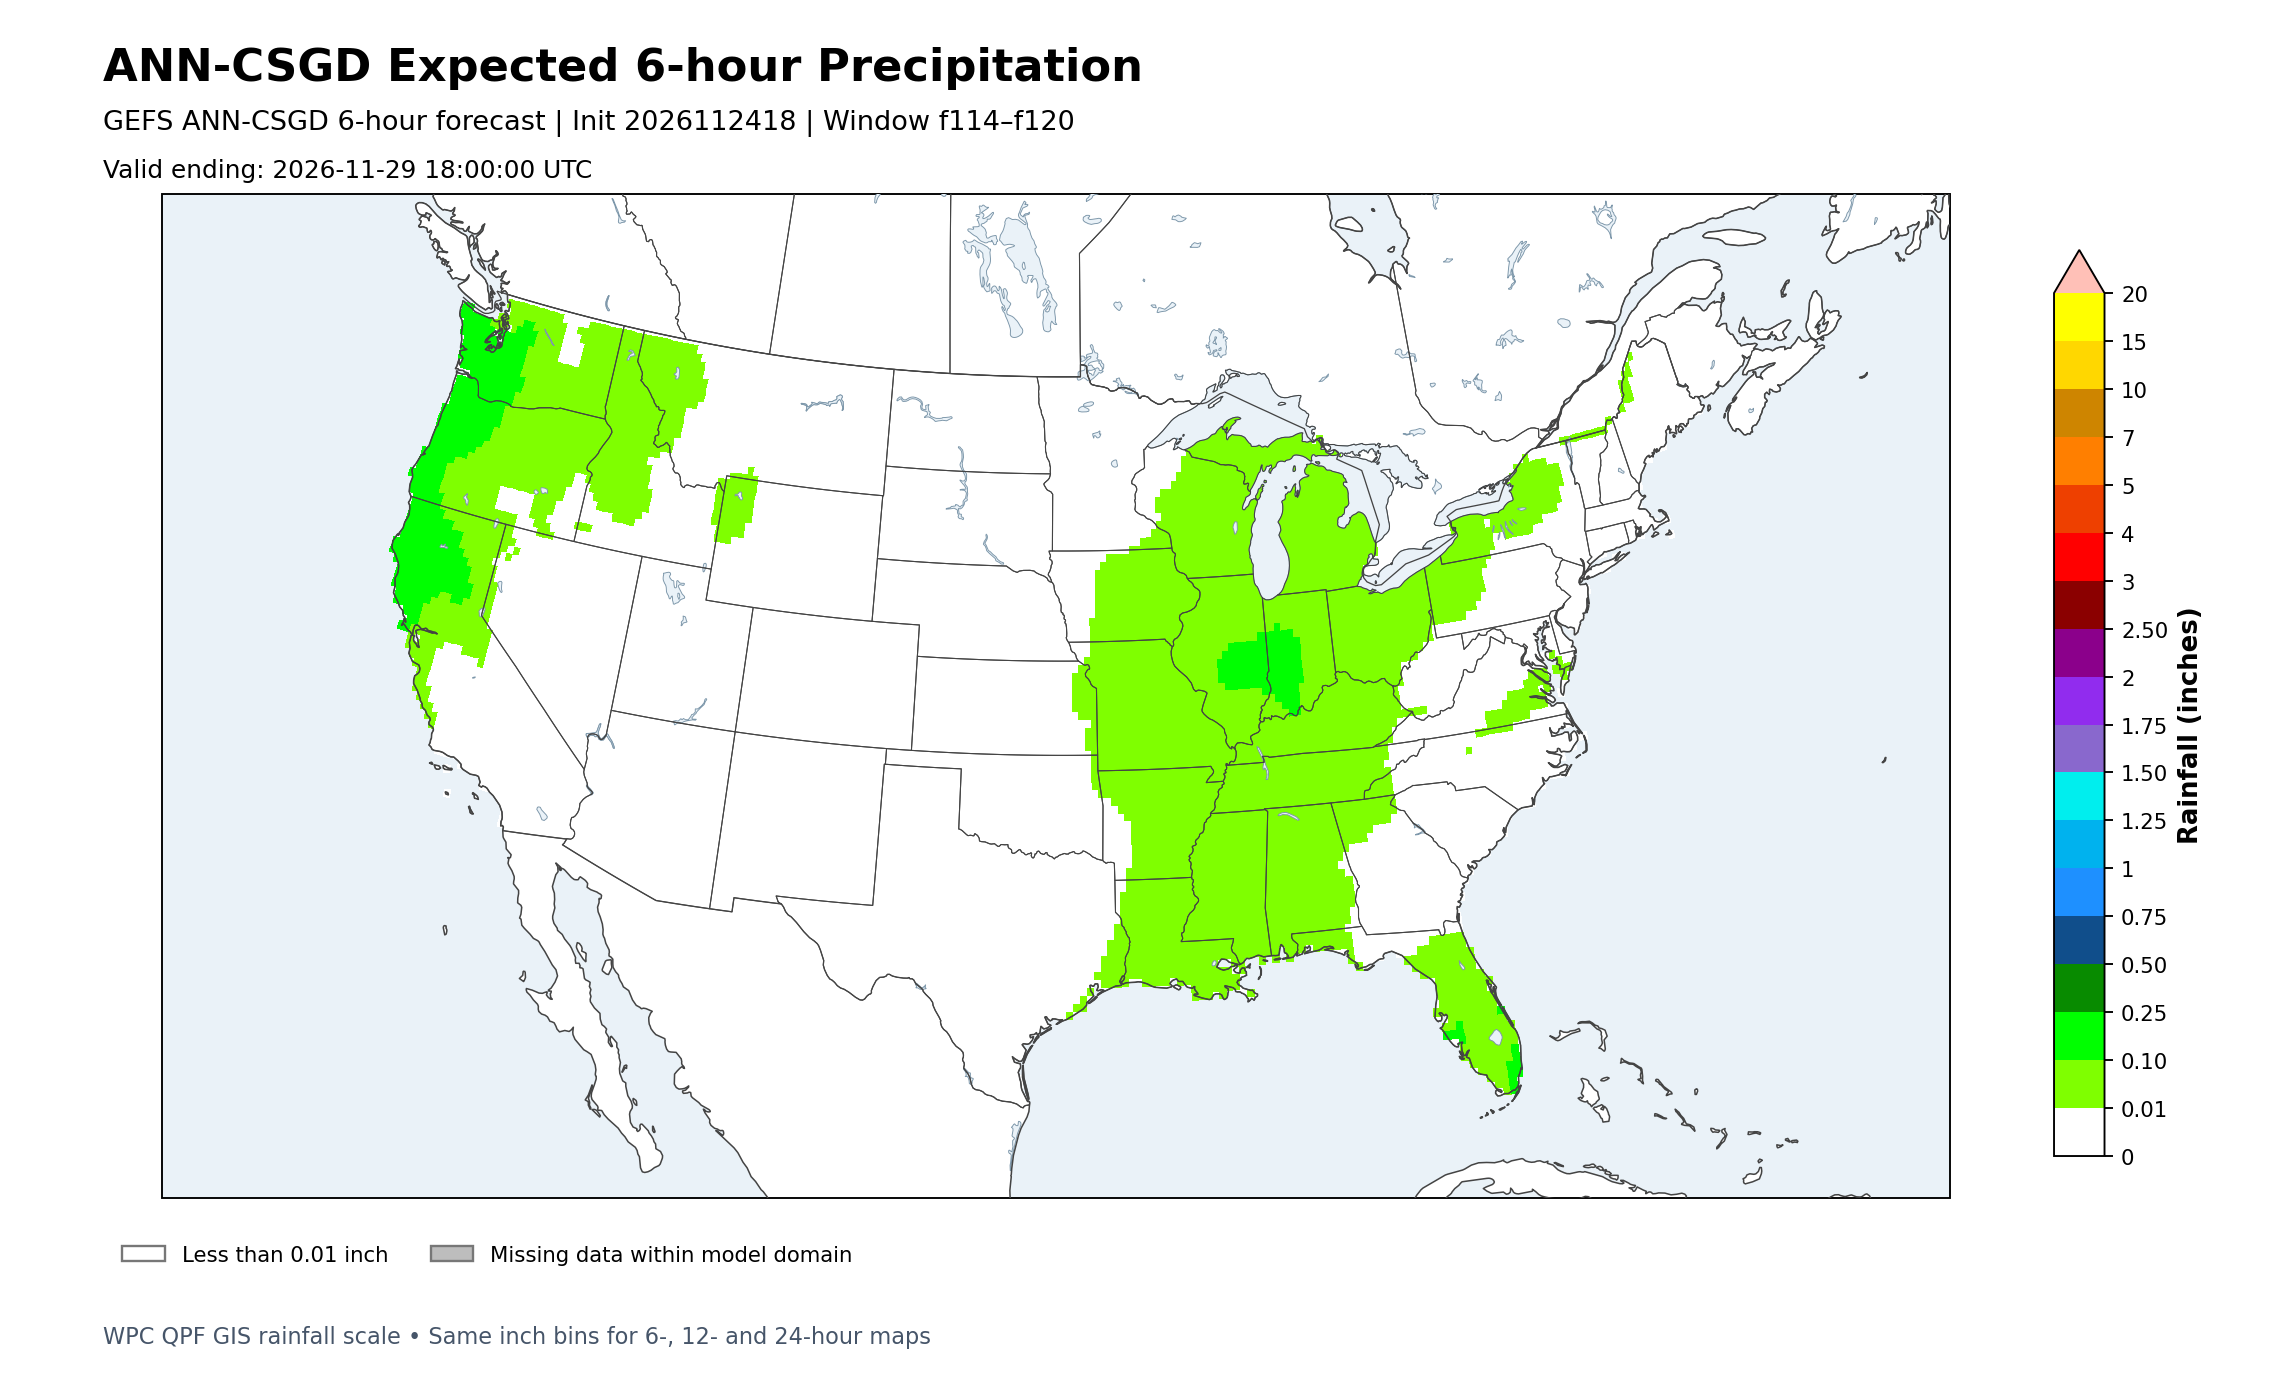 ANN-CSGD Expected 6-hour Precipitation
GEFS ANN-CSGD 6-hour forecast | Init 2026112418 | Window f114–f120
Valid ending: 2026-11-29 18:00:00 UTC
20
15
10
7
5
4
3
2.50
2
1.75
1.50
1.25
1
0.75
0.50
0.25
0.10
0.01
0
Rainfall (inches)
Less than 0.01 inch
Missing data within model domain
WPC QPF GIS rainfall scale • Same inch bins for 6-, 12- and 24-hour maps